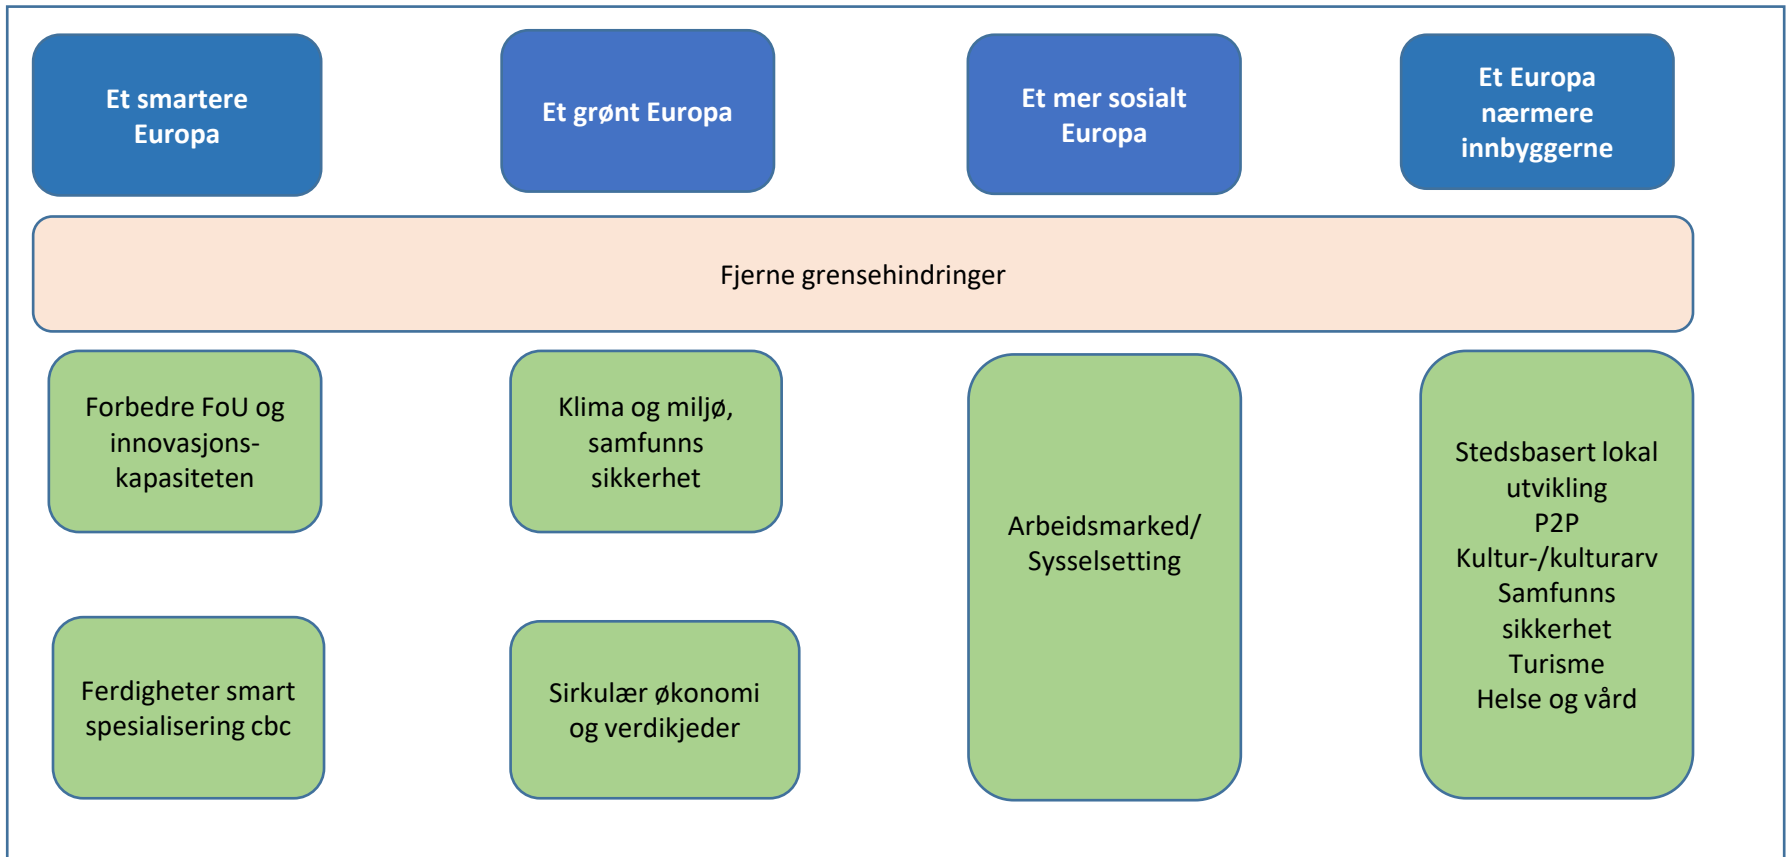 Et smartere
Europa
Et grønt Europa
Et mer sosialt
Europa
Et Europa
nærmere
innbyggerne
Fjerne grensehindringer
Forbedre FoU og
innovasjons-
kapasiteten
Klima og miljø,
samfunns
sikkerhet
Arbeidsmarked/
Sysselsetting
Stedsbasert lokal
utvikling
P2P
Kultur-/kulturarv
Samfunns
sikkerhet
Turisme
Helse og vård
Ferdigheter smart
spesialisering cbc
Sirkulær økonomi
og verdikjeder